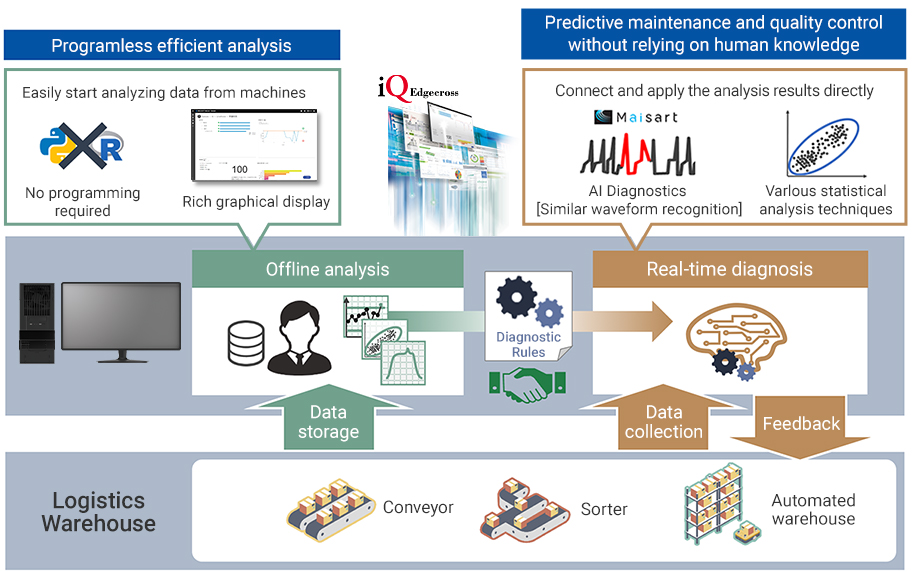 Programless efficient analysis
Predictive maintenance and quality control
without relying on human knowledge
Easily start analyzing data from machines
No programming
required
100
Rich graphical display
iQ Edgecross
Connect and apply the analysis results directly
Maisart
AI Diagnostics
[Similar waveform recognition]
Varlous statistical
analysis techniques
Offline analysis
Real-time diagnosis
Diagnostic
Rules
Data
storage
Data
collection
Feedback
Logistics
Warehouse
Conveyor
Sorter
Automated
warehouse